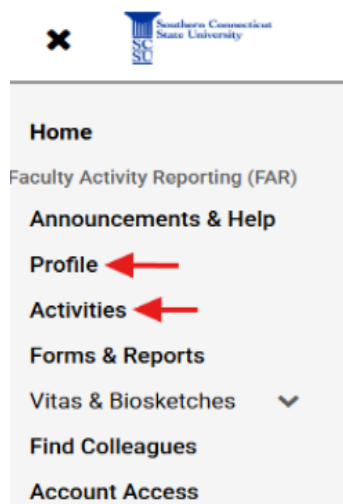 Southern Connecticut
State University
SC
SU
Home
Faculty Activity Reporting (FAR)
Announcements & Help
Profile
Activities
Forms & Reports
Vitas & Biosketches
Find Colleagues
Account Access